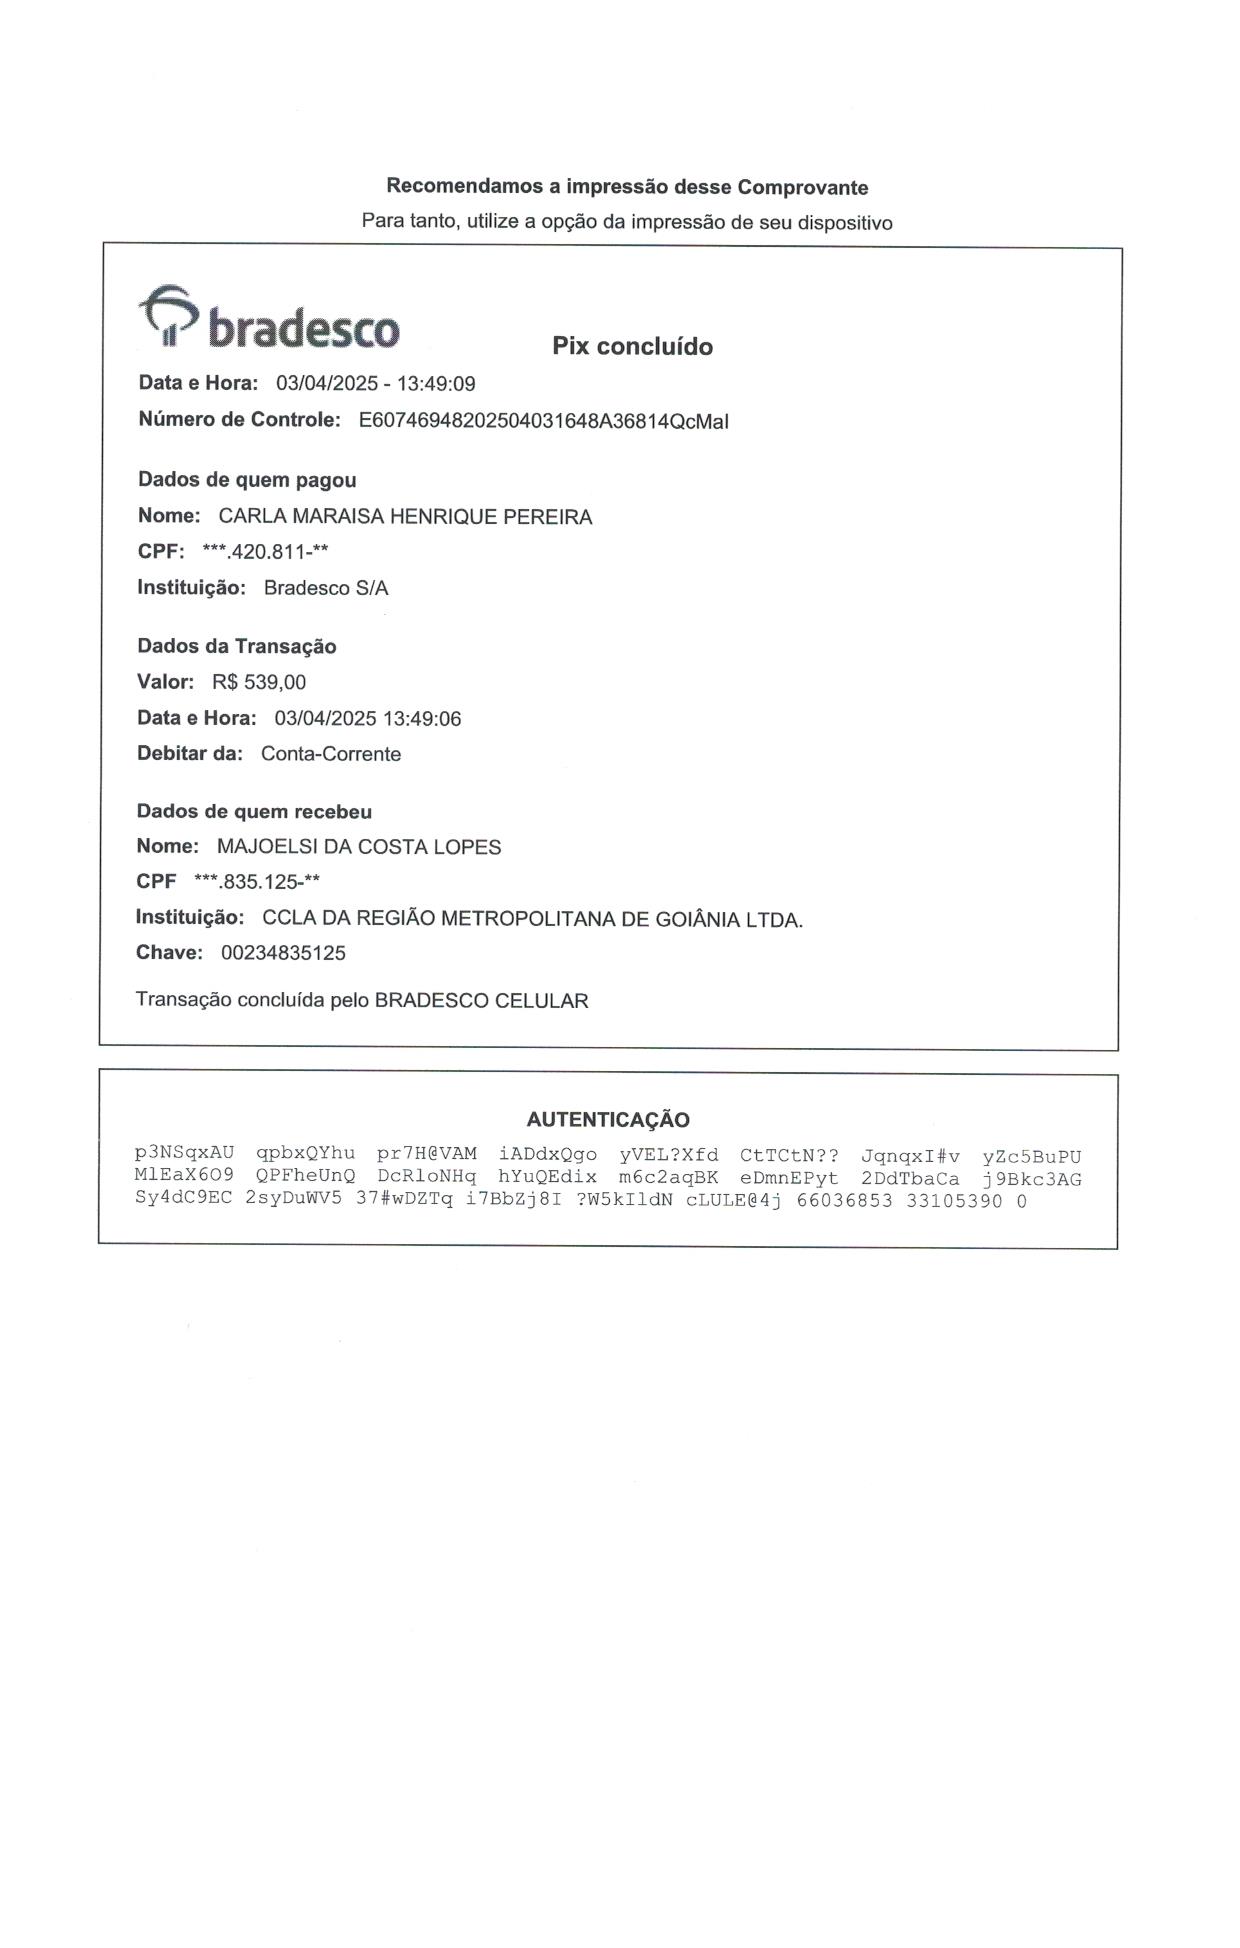 Recomendamos a impressão desse Comprovante
Para tanto, utilize a opção da impressão de seu dispositivo
bradesco
Pix concluído
Data e Hora: 03/04/2025 - 13:49:09
Número de Controle: E60746948202504031648A36814QcMal
Dados de quem pagou
Nome: CARLA MARAISA HENRIQUE PEREIRA
CPF: ***.420.811-**
Instituição: Bradesco S/A
Dados da Transação
Valor: R$ 539,00
Data e Hora: 03/04/2025 13:49:06
Debitar da: Conta-Corrente
Dados de quem recebeu
Nome: MAJOELSI DA COSTA LOPES
CPF ***.835.125-**
Instituição: CCLA DA REGIÃO METROPOLITANA DE GOIÂNIA LTDA.
Chave: 00234835125
Transação concluída pelo BRADESCO CELULAR
AUTENTICAÇÃO
p3NSqxAU qpbxQYhu pr7H@VAM iADdxQgo yVEL?Xfd CtTCtN?? JqnqxI#v yZc5BuPU
MlEaX6O9 QPFheUnQ DcRloNHq hYuQEdix m6c2aqBK eDmnEPyt 2DdTbaCa j9Bkc3AG
Sy4dC9EC 2syDuWV5 37#wDZTq i7BbZj8I ?W5kIldN cLULE@4j 66036853 33105390 0